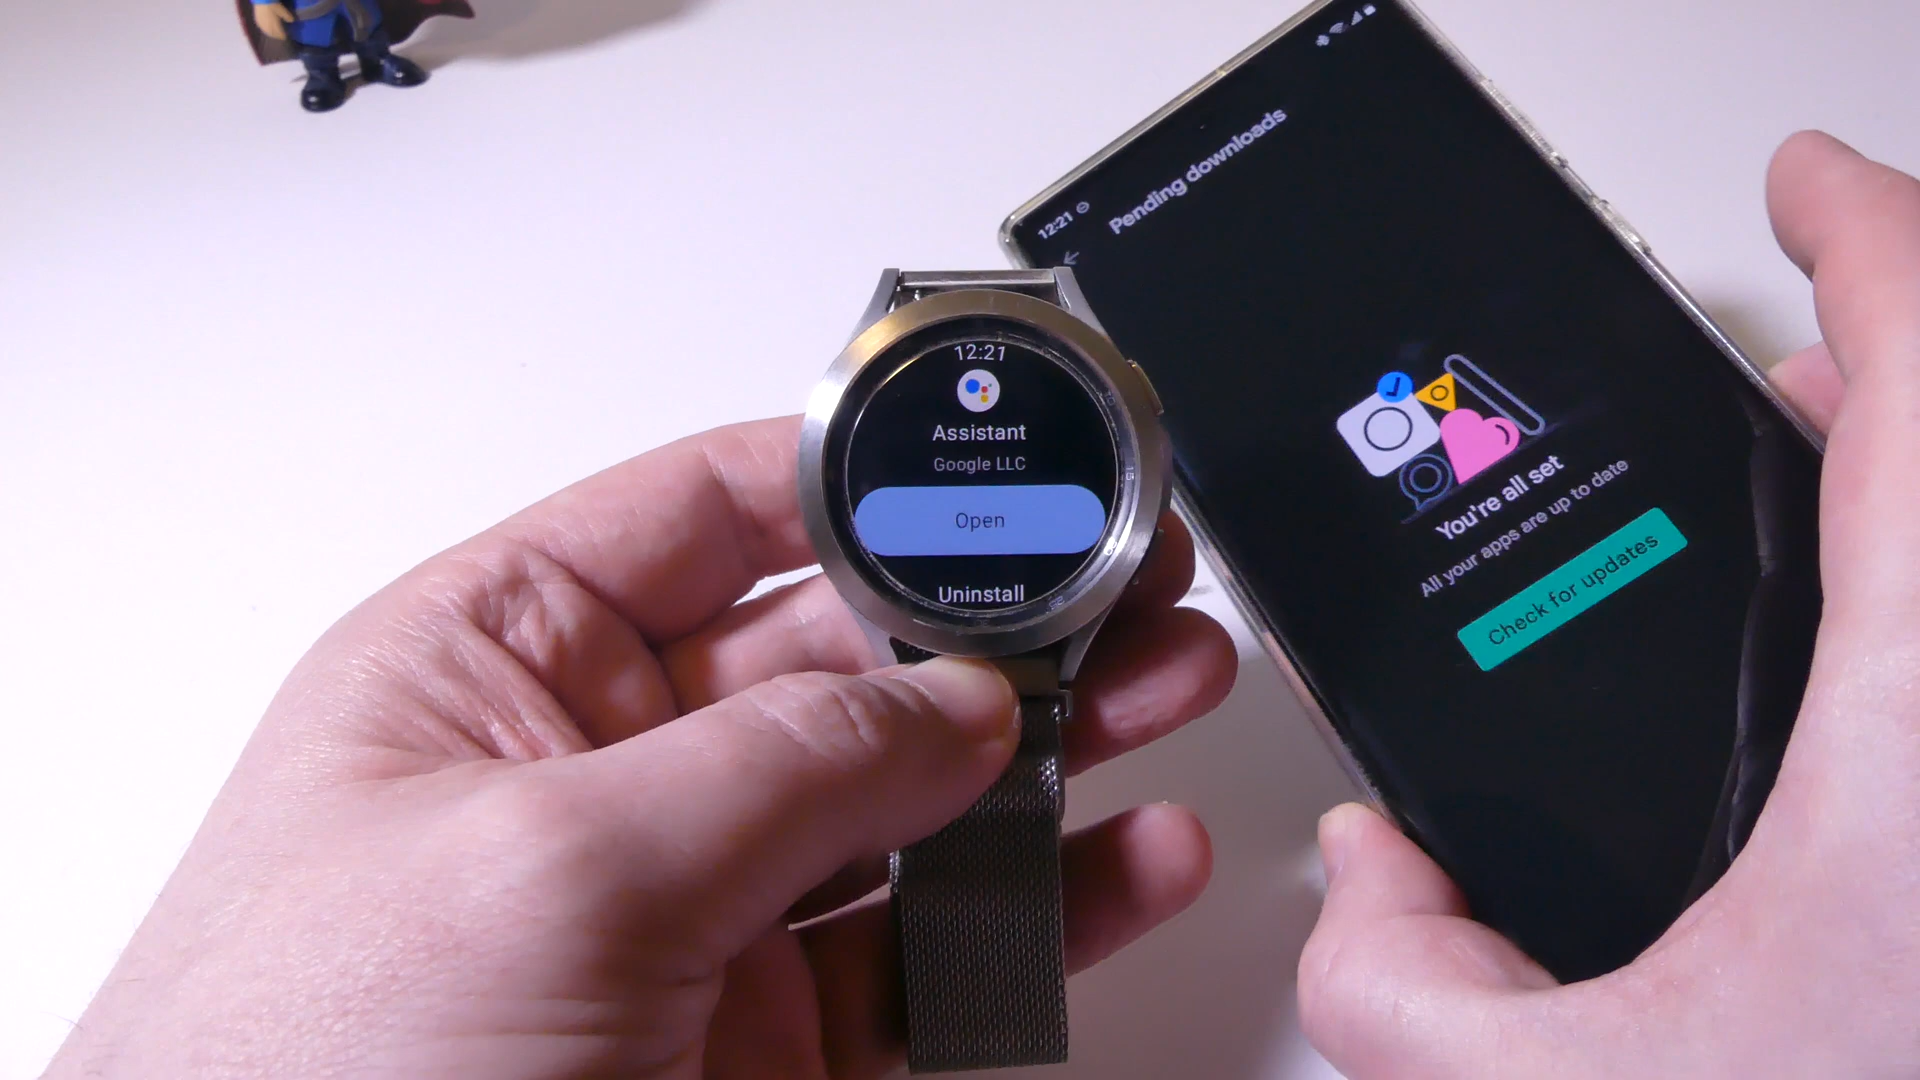 12:21
Assistant
Google LLC
Open
Uninstall
12:21
Pending downloads
You're all set
All your apps are up to date
Check for updates